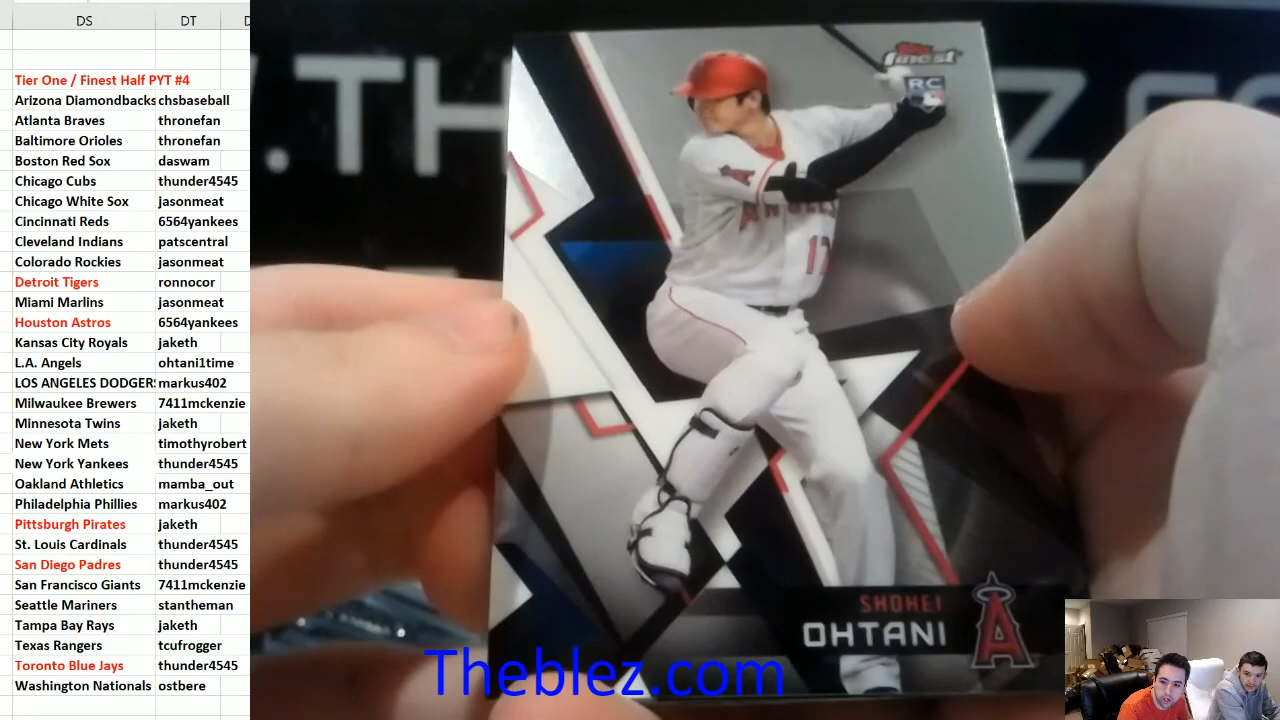 DS DT
Tier One / Finest Half PYT #4
Arizona Diamondbacks chsbaseball
Atlanta Braves thronefan
Baltimore Orioles thronefan
Boston Red Sox daswam
Chicago Cubs thunder4545
Chicago White Sox jasonmeat
Cincinnati Reds 6564yankees
Cleveland Indians patscentral
Colorado Rockies jasonmeat
Detroit Tigers ronnocor
Miami Marlins jasonmeat
Houston Astros 6564yankees
Kansas City Royals jaketh
L.A. Angels ohtani1time
LOS ANGELES DODGERS markus402
Milwaukee Brewers 7411mckenzie
Minnesota Twins jaketh
New York Mets timothyrobert
New York Yankees thunder4545
Oakland Athletics mamba_out
Philadelphia Phillies markus402
Pittsburgh Pirates jaketh
St. Louis Cardinals thunder4545
San Diego Padres thunder4545
San Francisco Giants 7411mckenzie
Seattle Mariners stantheman
Tampa Bay Rays jaketh
Texas Rangers tcufrogger
Toronto Blue Jays thunder4545
Washington Nationals ostbere
Topps
finest
RC
ANGELS
17
SHOHEI
OHTANI
A
Theblez.com